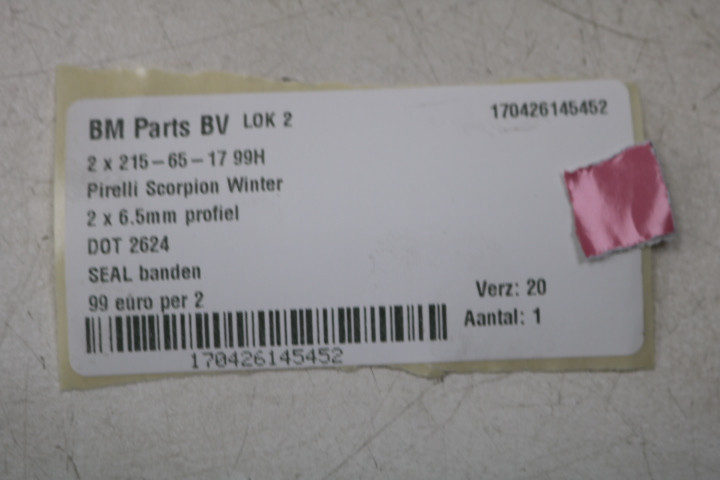 BM Parts BV LOK 2 170426145452
2 x 215-65-17 99H
Pirelli Scorpion Winter
2 x 6.5mm profiel
DOT 2624
SEAL banden
99 euro per 2
Verz: 20
Aantal: 1
170426145452